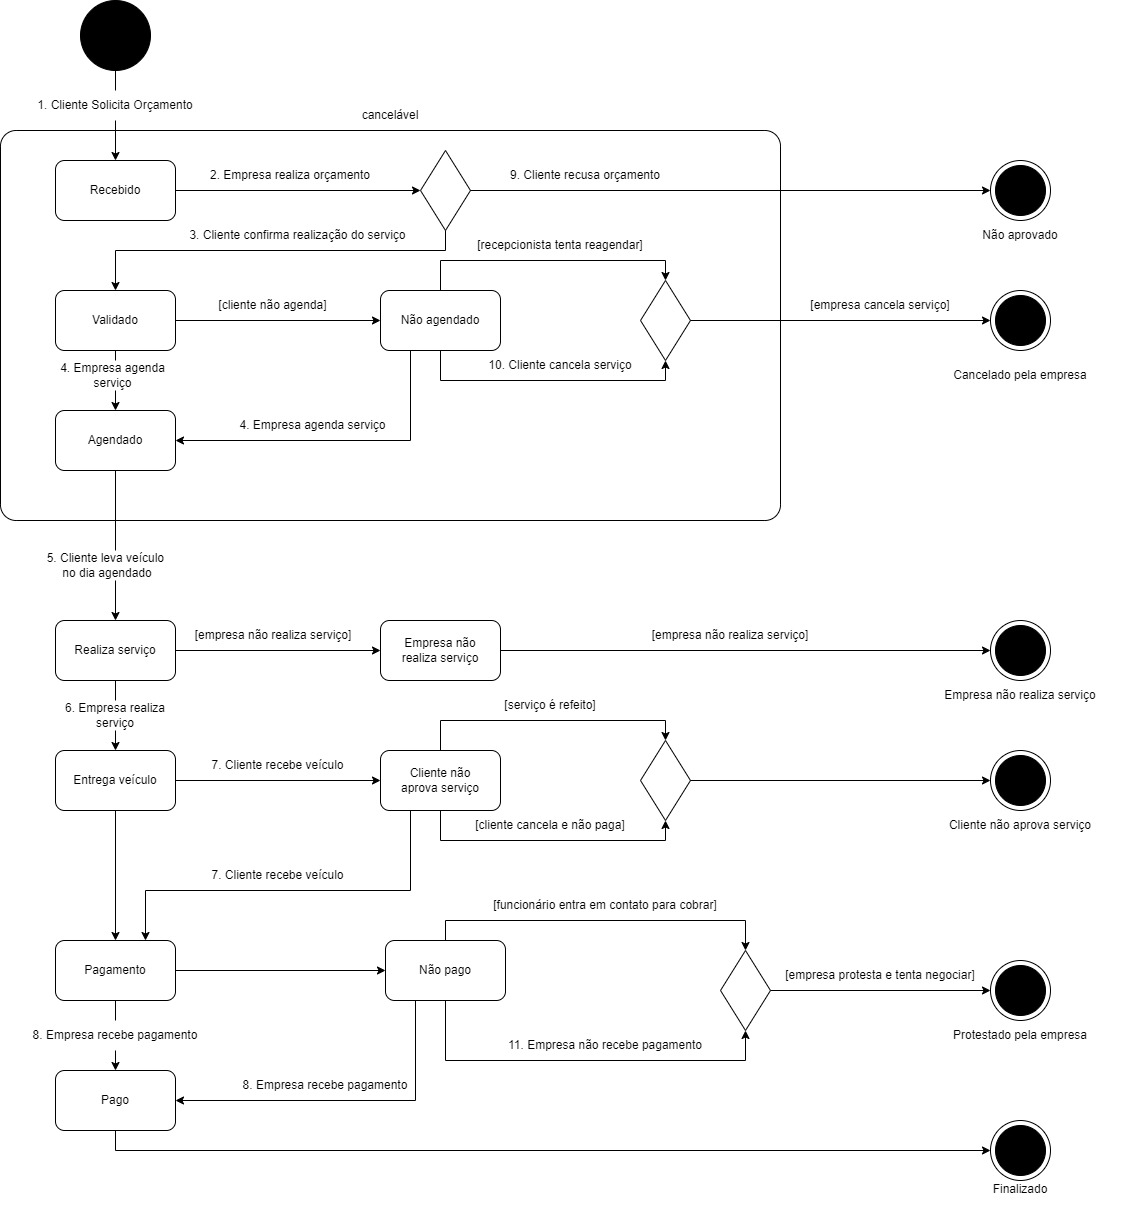 1. Cliente Solicita Orçamento
cancelável
Recebido
2. Empresa realiza orçamento
9. Cliente recusa orçamento
Não aprovado
3. Cliente confirma realização do serviço
[recepcionista tenta reagendar]
Validado
[cliente não agenda]
Não agendado
[empresa cancela serviço]
Cancelado pela empresa
4. Empresa agenda
serviço
10. Cliente cancela serviço
Agendado
4. Empresa agenda serviço
5. Cliente leva veículo
no dia agendado
Realiza serviço
[empresa não realiza serviço]
Empresa não
realiza serviço
[empresa não realiza serviço]
Empresa não realiza serviço
6. Empresa realiza
serviço
[serviço é refeito]
Entrega veículo
7. Cliente recebe veículo
Cliente não
aprova serviço
[cliente cancela e não paga]
Cliente não aprova serviço
7. Cliente recebe veículo
[funcionário entra em contato para cobrar]
Pagamento
Não pago
[empresa protesta e tenta negociar]
Protestado pela empresa
8. Empresa recebe pagamento
11. Empresa não recebe pagamento
8. Empresa recebe pagamento
Pago
Finalizado